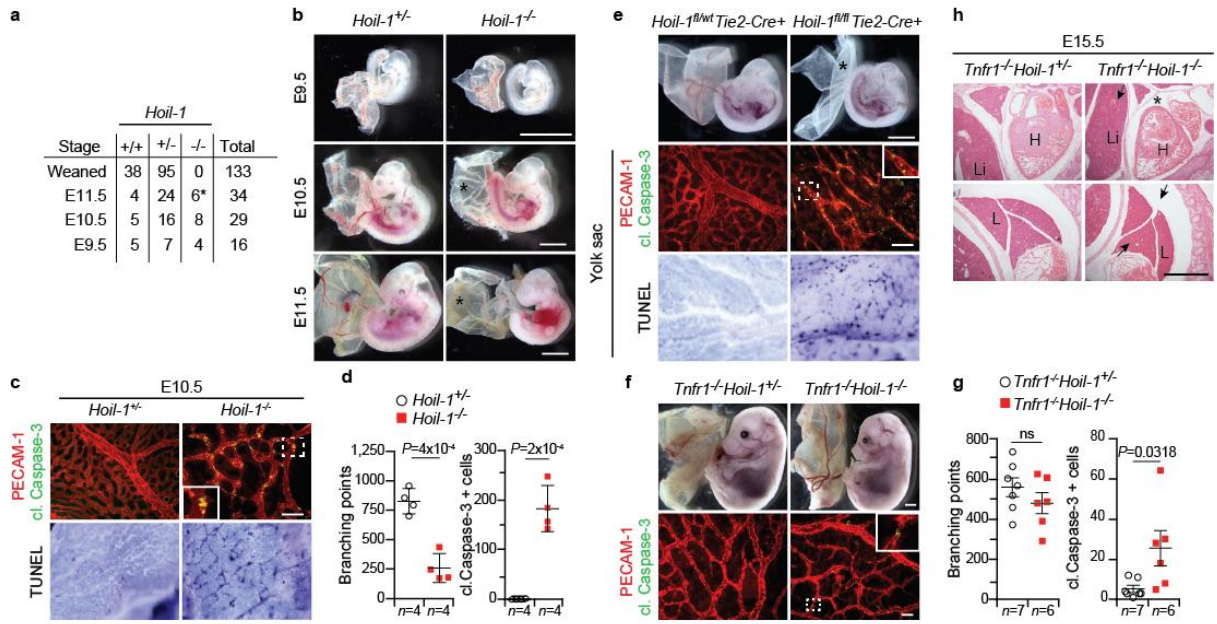 a
Hoil-1
Stage +/+ +/- -/- Total
Weaned 38 95 0 133
E11.5 4 24 6* 34
E10.5 5 16 8 29
E9.5 5 7 4 16
b
Hoil-1+/- Hoil-1-/-
E9.5
E10.5
*
E11.5
*
c
E10.5
Hoil-1+/- Hoil-1-/-
PECAM-1
cl. Caspase-3
TUNEL
d
Hoil-1+/-
Hoil-1-/-
Branching points
1,250
1,000
750
500
250
0
P=4x10-4
n=4 n=4
cl.Caspase-3 + cells
300
200
100
0
P=2x10-4
n=4 n=4
e
Hoil-1fl/wt Tie2-Cre+ Hoil-1fl/fl Tie2-Cre+
*
Yolk sac
PECAM-1
cl. Caspase-3
TUNEL
f
Tnfr1-/-Hoil-1+/- Tnfr1-/-Hoil-1-/-
PECAM-1
cl. Caspase-3
g
Tnfr1-/-Hoil-1+/-
Tnfr1-/-Hoil-1-/-
Branching points
800
600
400
200
0
ns
n=7 n=6
cl.Caspase-3 + cells
80
60
40
20
0
P=0.0318
n=7 n=6
h
E15.5
Tnfr1-/-Hoil-1+/- Tnfr1-/-Hoil-1-/-
Li H Li * H
L L